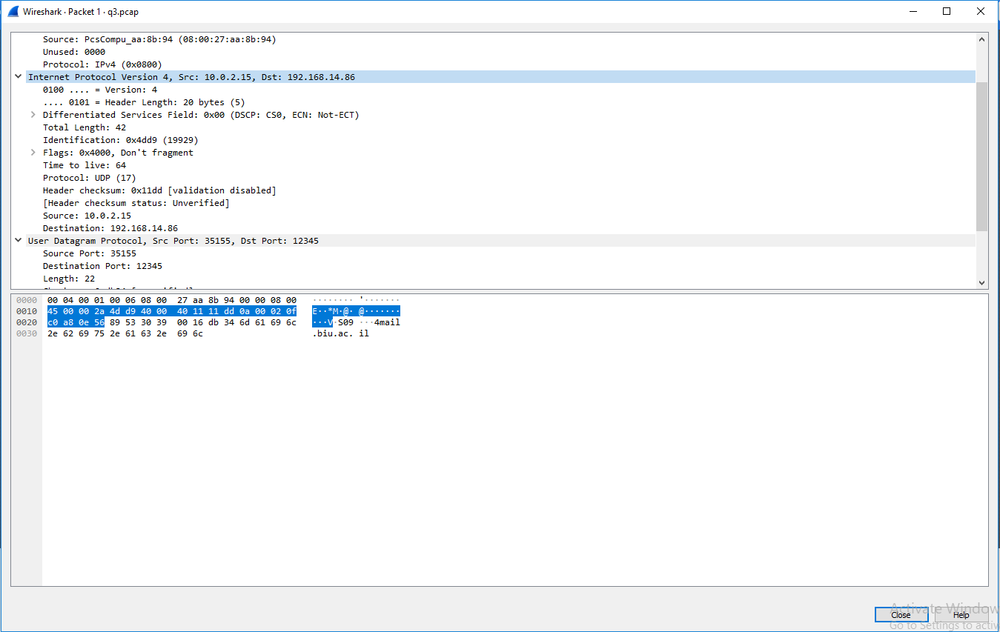 Wireshark · Packet 1 · q3.pcap
Source: PcsCompu_aa:8b:94 (08:00:27:aa:8b:94)
Unused: 0000
Protocol: IPv4 (0x0800)
Internet Protocol Version 4, Src: 10.0.2.15, Dst: 192.168.14.86
0100 .... = Version: 4
.... 0101 = Header Length: 20 bytes (5)
Differentiated Services Field: 0x00 (DSCP: CS0, ECN: Not-ECT)
Total Length: 42
Identification: 0x4dd9 (19929)
Flags: 0x4000, Don't fragment
Time to live: 64
Protocol: UDP (17)
Header checksum: 0x11dd [validation disabled]
[Header checksum status: Unverified]
Source: 10.0.2.15
Destination: 192.168.14.86
User Datagram Protocol, Src Port: 35155, Dst Port: 12345
Source Port: 35155
Destination Port: 12345
Length: 22
0000 00 04 00 01 00 06 08 00 27 aa 8b 94 00 00 08 00 ········ '·······
0010 45 00 00 2a 4d d9 40 00 40 11 11 dd 0a 00 02 0f E··*M·@· @·······
0020 c0 a8 0e 56 89 53 30 39 00 16 db 34 6d 61 69 6c ···V·S09 ···4mail
0030 2e 62 69 75 2e 61 63 2e 69 6c .biu.ac. il
Activate Window
Close Help
Go to Settings to activ